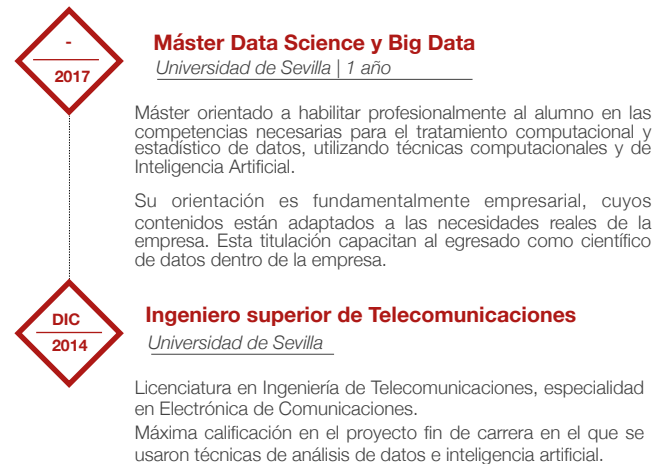 -
2017
Máster Data Science y Big Data
Universidad de Sevilla | 1 año
Máster orientado a habilitar profesionalmente al alumno en las
competencias necesarias para el tratamiento computacional y
estadístico de datos, utilizando técnicas computacionales y de
Inteligencia Artificial.
Su orientación es fundamentalmente empresarial, cuyos
contenidos están adaptados a las necesidades reales de la
empresa. Esta titulación capacitan al egresado como científico
de datos dentro de la empresa.
DIC
2014
Ingeniero superior de Telecomunicaciones
Universidad de Sevilla
Licenciatura en Ingeniería de Telecomunicaciones, especialidad
en Electrónica de Comunicaciones.
Máxima calificación en el proyecto fin de carrera en el que se
usaron técnicas de análisis de datos e inteligencia artificial.